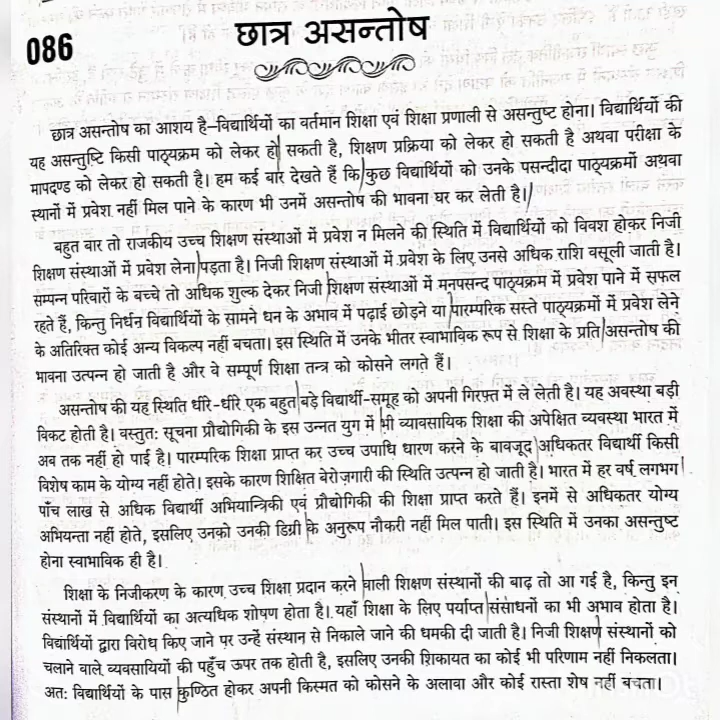 086
छात्र असन्तोष
छात्र असन्तोष का आशय है–विद्यार्थियों का वर्तमान शिक्षा एवं शिक्षा प्रणाली से असन्तुष्ट होना। विद्यार्थियों की
यह असन्तुष्टि किसी पाठ्यक्रम को लेकर हो सकती है, शिक्षण प्रक्रिया को लेकर हो सकती है अथवा परीक्षा के
मापदण्ड को लेकर हो सकती है। हम कई बार देखते हैं कि कुछ विद्यार्थियों को उनके पसन्दीदा पाठ्यक्रमों अथवा
स्थानों में प्रवेश नहीं मिल पाने के कारण भी उनमें असन्तोष की भावना घर कर लेती है।
बहुत बार तो राजकीय उच्च शिक्षण संस्थाओं में प्रवेश न मिलने की स्थिति में विद्यार्थियों को विवश होकर निजी
शिक्षण संस्थाओं में प्रवेश लेना पड़ता है। निजी शिक्षण संस्थाओं में प्रवेश के लिए उनसे अधिक राशि वसूली जाती है।
सम्पन्न परिवारों के बच्चे तो अधिक शुल्क देकर निजी शिक्षण संस्थाओं में मनपसन्द पाठ्यक्रम में प्रवेश पाने में सफल
रहते हैं, किन्तु निर्धन विद्यार्थियों के सामने धन के अभाव में पढ़ाई छोड़ने या पारम्परिक सस्ते पाठ्यक्रमों में प्रवेश लेने
के अतिरिक्त कोई अन्य विकल्प नहीं बचता। इस स्थिति में उनके भीतर स्वाभाविक रूप से शिक्षा के प्रति असन्तोष की
भावना उत्पन्न हो जाती है और वे सम्पूर्ण शिक्षा तन्त्र को कोसने लगते हैं।
असन्तोष की यह स्थिति धीरे-धीरे एक बहुत बड़े विद्यार्थी-समूह को अपनी गिरफ़्त में ले लेती है। यह अवस्था बड़ी
विकट होती है। वस्तुतः सूचना प्रौद्योगिकी के इस उन्नत युग में भी व्यावसायिक शिक्षा की अपेक्षित व्यवस्था भारत में
अब तक नहीं हो पाई है। पारम्परिक शिक्षा प्राप्त कर उच्च उपाधि धारण करने के बावजूद अधिकतर विद्यार्थी किसी
विशेष काम के योग्य नहीं होते। इसके कारण शिक्षित बेरोज़गारी की स्थिति उत्पन्न हो जाती है। भारत में हर वर्ष लगभग
पाँच लाख से अधिक विद्यार्थी अभियान्त्रिकी एवं प्रौद्योगिकी की शिक्षा प्राप्त करते हैं। इनमें से अधिकतर योग्य
अभियन्ता नहीं होते, इसलिए उनको उनकी डिग्री के अनुरूप नौकरी नहीं मिल पाती। इस स्थिति में उनका असन्तुष्ट
होना स्वाभाविक ही है।
शिक्षा के निजीकरण के कारण उच्च शिक्षा प्रदान करने वाली शिक्षण संस्थानों की बाढ़ तो आ गई है, किन्तु इन
संस्थानों में विद्यार्थियों का अत्यधिक शोषण होता है। यहाँ शिक्षा के लिए पर्याप्त संसाधनों का भी अभाव होता है।
विद्यार्थियों द्वारा विरोध किए जाने पर उन्हें संस्थान से निकाले जाने की धमकी दी जाती है। निजी शिक्षण संस्थानों को
चलाने वाले व्यवसायियों की पहुँच ऊपर तक होती है, इसलिए उनकी शिकायत का कोई भी परिणाम नहीं निकलता।
अतः विद्यार्थियों के पास कुण्ठित होकर अपनी किस्मत को कोसने के अलावा और कोई रास्ता शेष नहीं बचता।